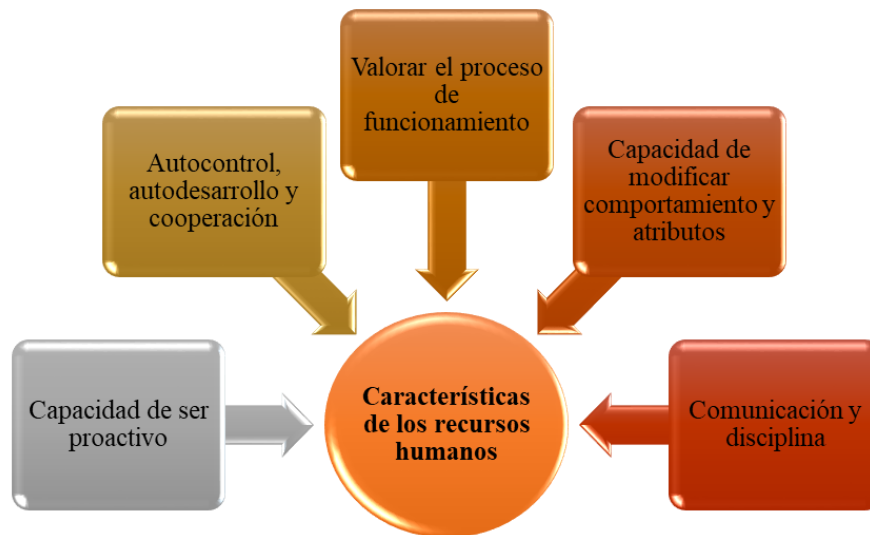 Valorar el proceso
de
funcionamiento
Autocontrol,
autodesarrollo y
cooperación
Capacidad de
modificar
comportamiento y
atributos
Capacidad de ser
proactivo
Características
de los recursos
humanos
Comunicación y
disciplina